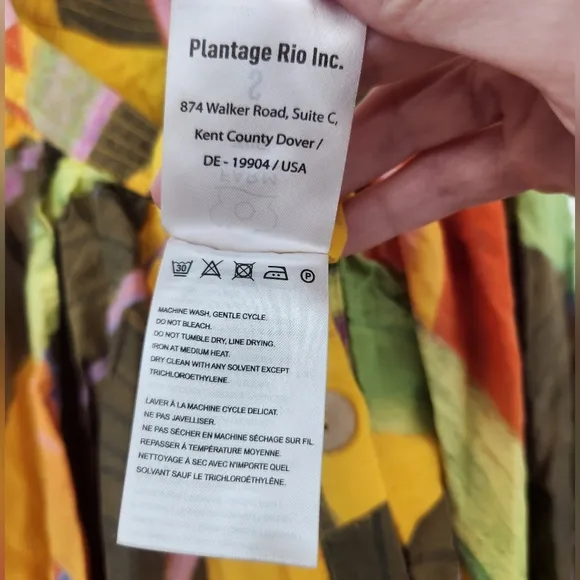 Plantage Rio Inc.
874 Walker Road, Suite C,
Kent County Dover /
DE - 19904 / USA
30
P
MACHINE WASH, GENTLE CYCLE.
DO NOT BLEACH.
DO NOT TUMBLE DRY, LINE DRYING.
IRON AT MEDIUM HEAT.
DRY CLEAN WITH ANY SOLVENT EXCEPT
TRICHLOROETHYLENE.
LAVER À LA MACHINE CYCLE DELICAT.
NE PAS JAVELLISER.
NE PAS SÉCHER EN MACHINE SÉCHAGE SUR FIL.
REPASSER À TEMPÉRATURE MOYENNE.
NETTOYAGE À SEC AVEC N'IMPORTE QUEL
SOLVANT SAUF LE TRICHLORÉTHYLÈNE.